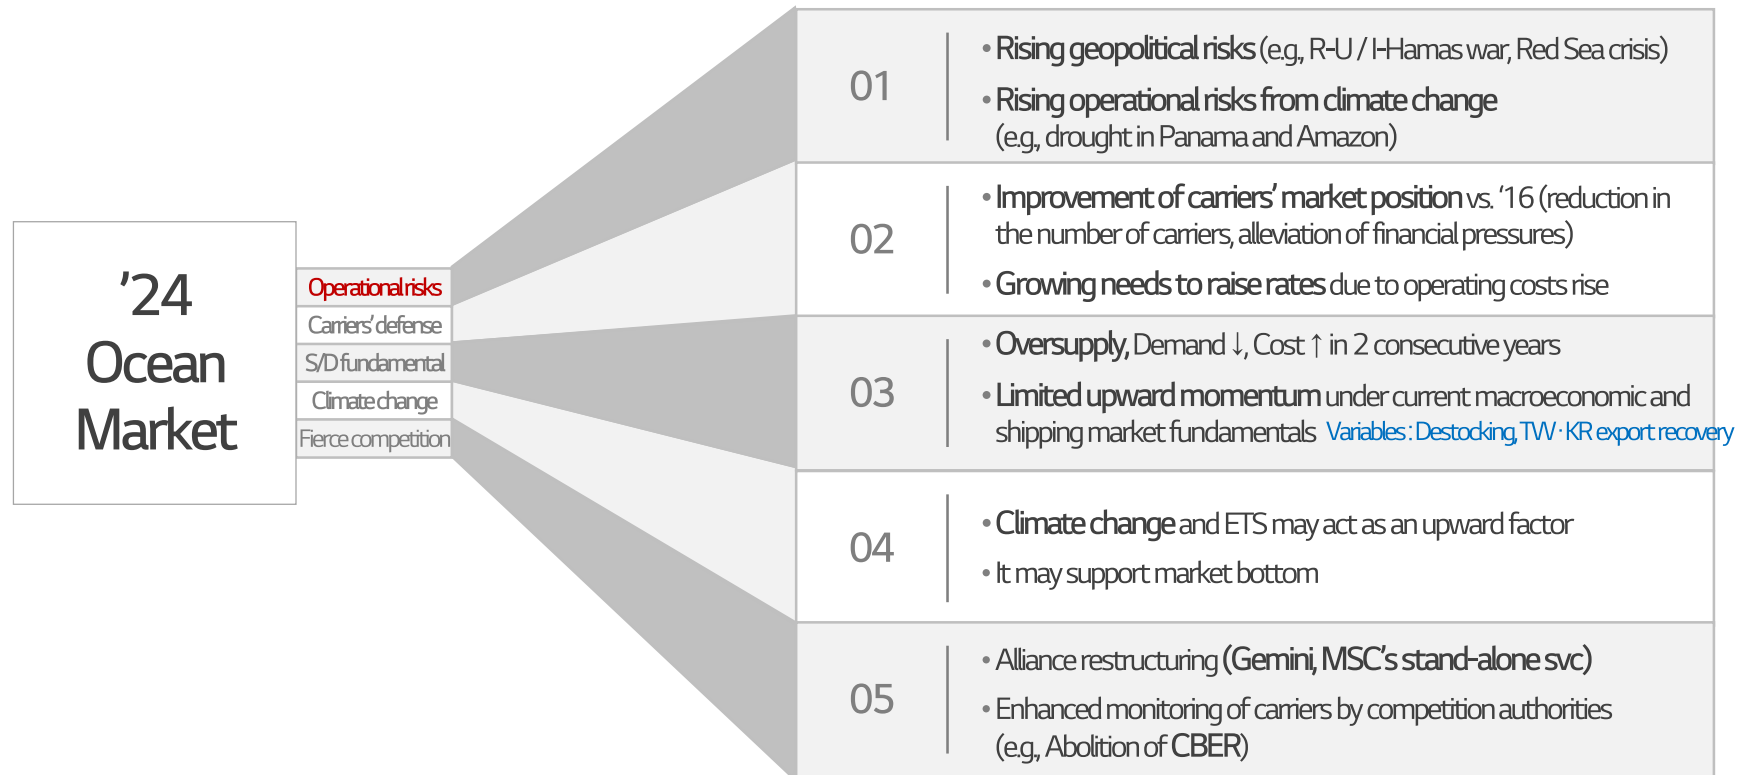 ’24
Ocean
Market
Operational risks
Carriers’ defense
S/D fundamental
Climate change
Fierce competition
01
• Rising geopolitical risks (e.g., R-U / I-Hamas war, Red Sea crisis)
• Rising operational risks from climate change
(e.g., drought in Panama and Amazon)
02
• Improvement of carriers’ market position vs. ‘16 (reduction in
the number of carriers, alleviation of financial pressures)
• Growing needs to raise rates due to operating costs rise
03
• Oversupply, Demand ↓, Cost ↑ in 2 consecutive years
• Limited upward momentum under current macroeconomic and
shipping market fundamentals Variables : Destocking, TW · KR export recovery
04
• Climate change and ETS may act as an upward factor
• It may support market bottom
05
• Alliance restructuring (Gemini, MSC’s stand-alone svc)
• Enhanced monitoring of carriers by competition authorities
(e.g., Abolition of CBER)